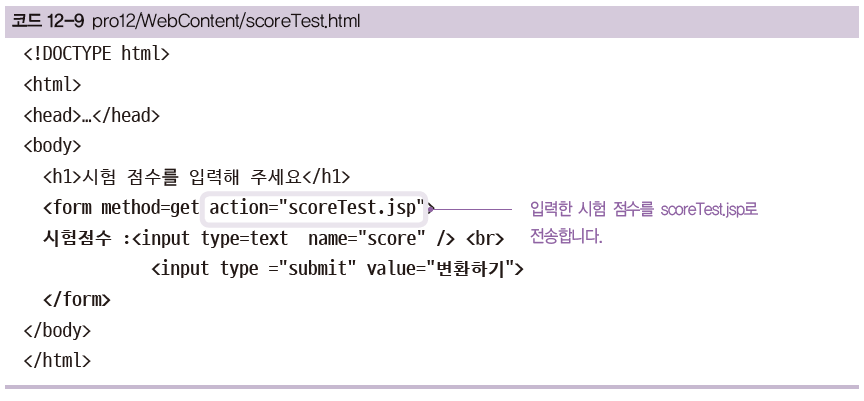 코드 12-9 pro12/WebContent/scoreTest.html
<!DOCTYPE html>
<html>
<head>…</head>
<body>
<h1>시험 점수를 입력해 주세요</h1>
<form method=get action="scoreTest.jsp">
입력한 시험 점수를 scoreTest.jsp로
시험점수 :<input type=text name="score" /> <br>
전송합니다.
<input type ="submit" value="변환하기">
</form>
</body>
</html>